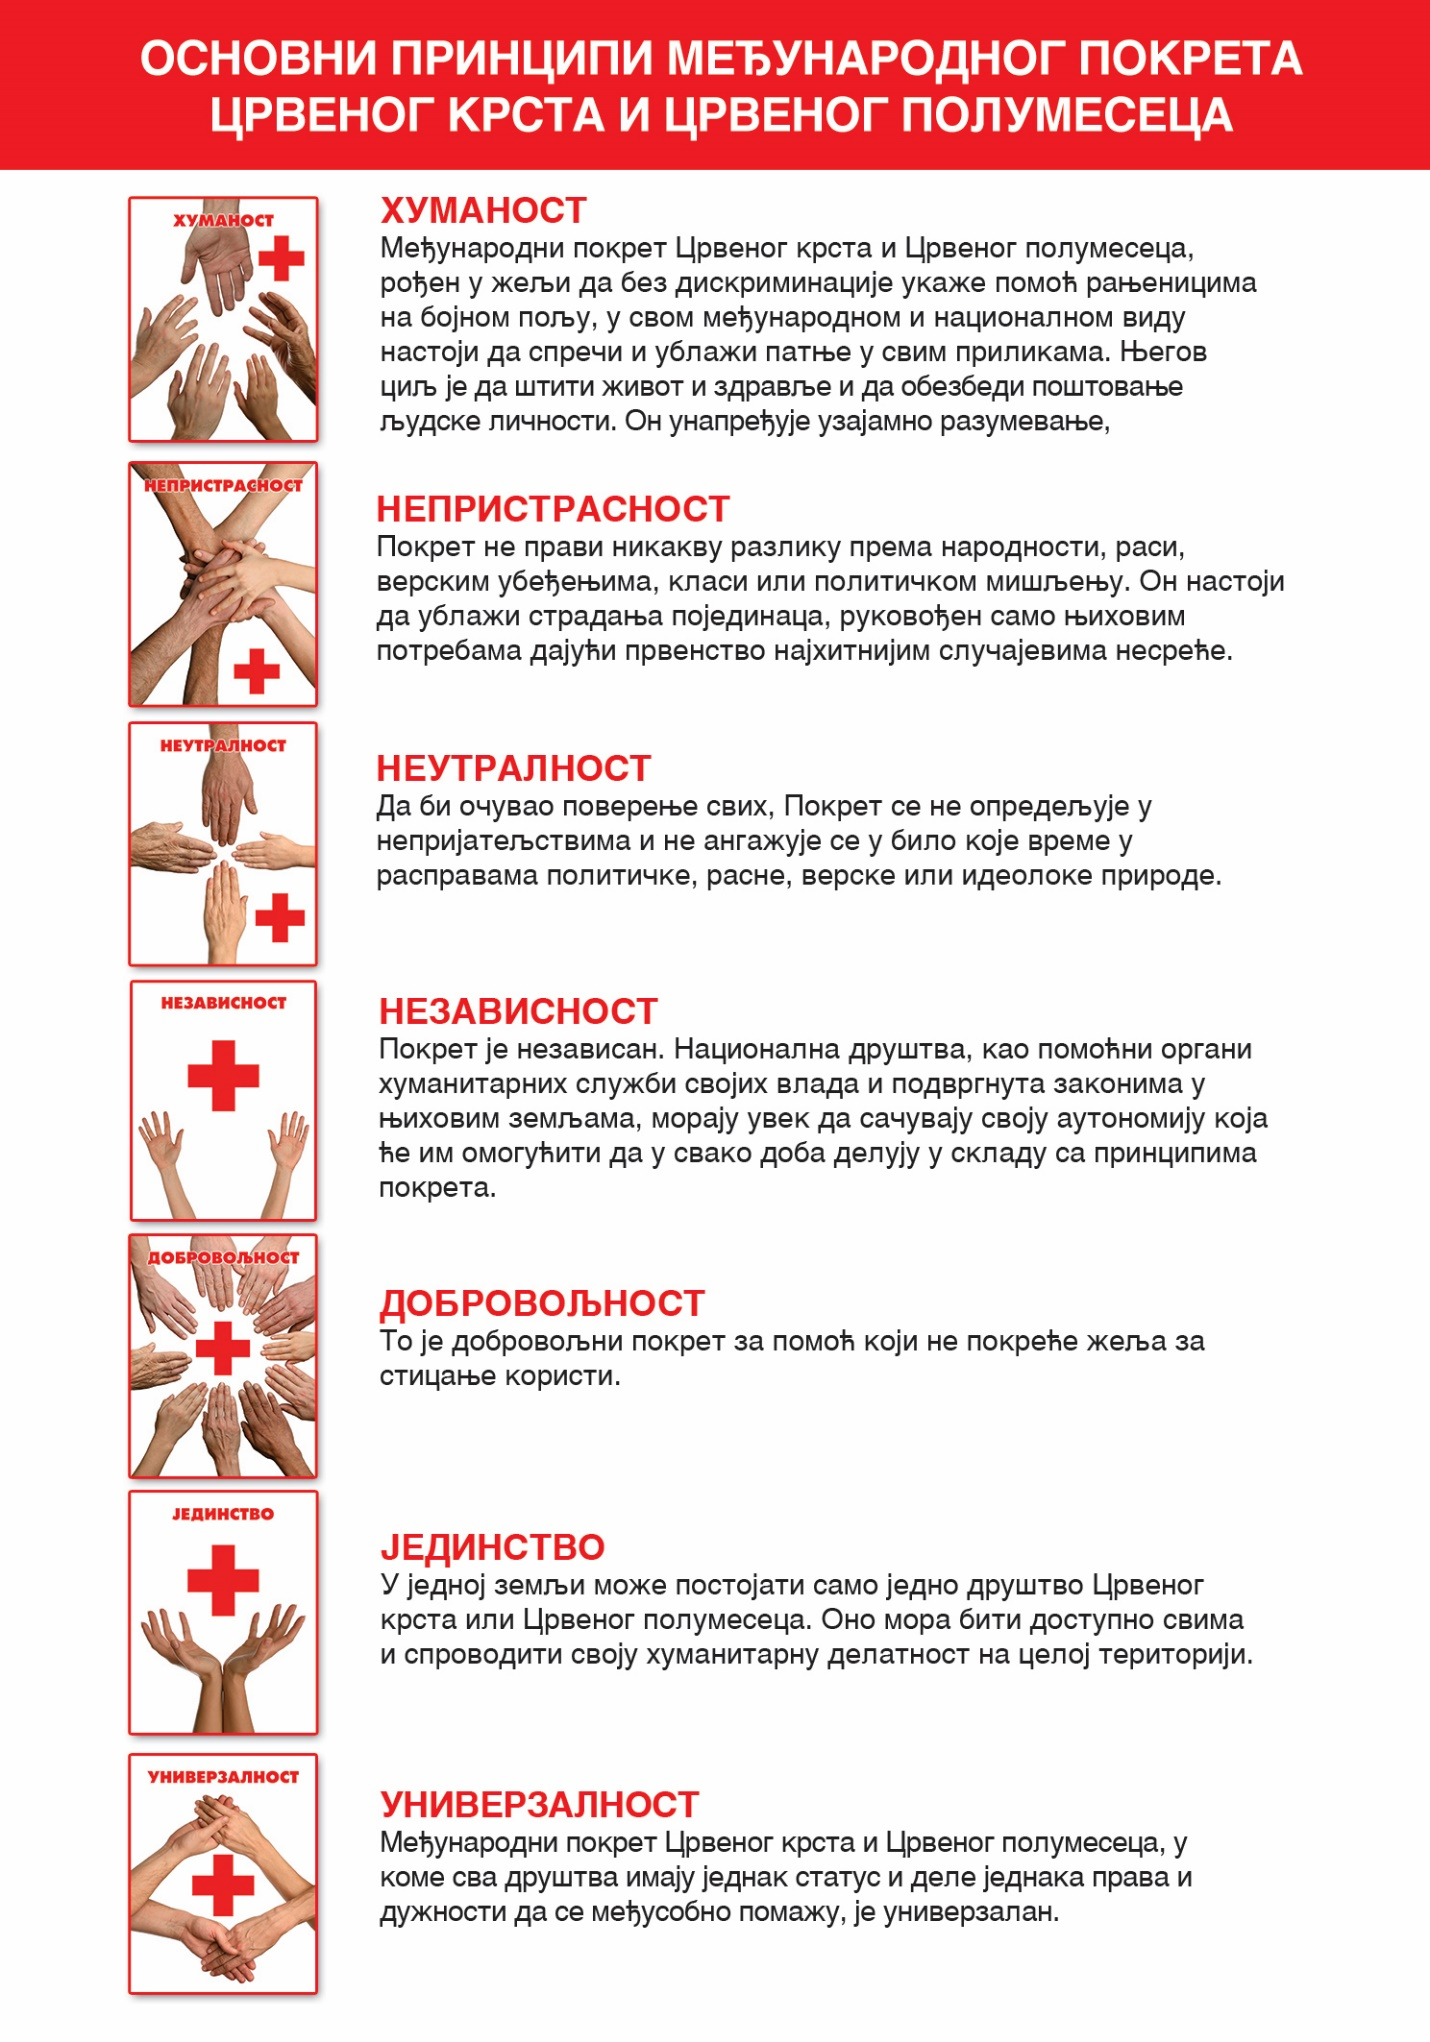 ОСНОВНИ ПРИНЦИПИ МЕЂУНАРОДНОГ ПОКРЕТА
ЦРВЕНОГ КРСТА И ЦРВЕНОГ ПОЛУМЕСЕЦА
ХУМАНОСТ
ХУМАНОСТ
Међународни покрет Црвеног крста и Црвеног полумесеца,
рођен у жељи да без дискриминације укаже помоћ рањеницима
на бојном пољу, у свом међународном и националном виду
настоји да спречи и ублажи патње у свим приликама. Његов
циљ је да штити живот и здравље и да обезбеди поштовање
људске личности. Он унапређује узајамно разумевање,
НЕПРИСТРАСНОСТ
НЕПРИСТРАСНОСТ
Покрет не прави никакву разлику према народности, раси,
верским убеђењима, класи или политичком мишљењу. Он настоји
да ублажи страдања појединаца, руковођен само њиховим
потребама дајући првенство најхитнијим случајевима несреће.
НЕУТРАЛНОСТ
НЕУТРАЛНОСТ
Да би очувао поверење свих, Покрет се не опредељује у
непријатељствима и не ангажује се у било које време у
расправама политичке, расне, верске или идеолоке природе.
НЕЗАВИСНОСТ
НЕЗАВИСНОСТ
Покрет је независан. Национална друштва, као помоћни органи
хуманитарних служби својих влада и подвргнута законима у
њиховим земљама, морају увек да сачувају своју аутономију која
ће им омогућити да у свако доба делују у складу са принципима
покрета.
ДОБРОВОЉНОСТ
ДОБРОВОЉНОСТ
То је добровољни покрет за помоћ који не покреће жеља за
стицање користи.
ЈЕДИНСТВО
ЈЕДИНСТВО
У једној земљи може постојати само једно друштво Црвеног
крста или Црвеног полумесеца. Оно мора бити доступно свима
и спроводити своју хуманитарну делатност на целој територији.
УНИВЕРЗАЛНОСТ
УНИВЕРЗАЛНОСТ
Међународни покрет Црвеног крста и Црвеног полумесеца, у
коме сва друштва имају једнак статус и деле једнака права и
дужности да се међусобно помажу, је универзалан.